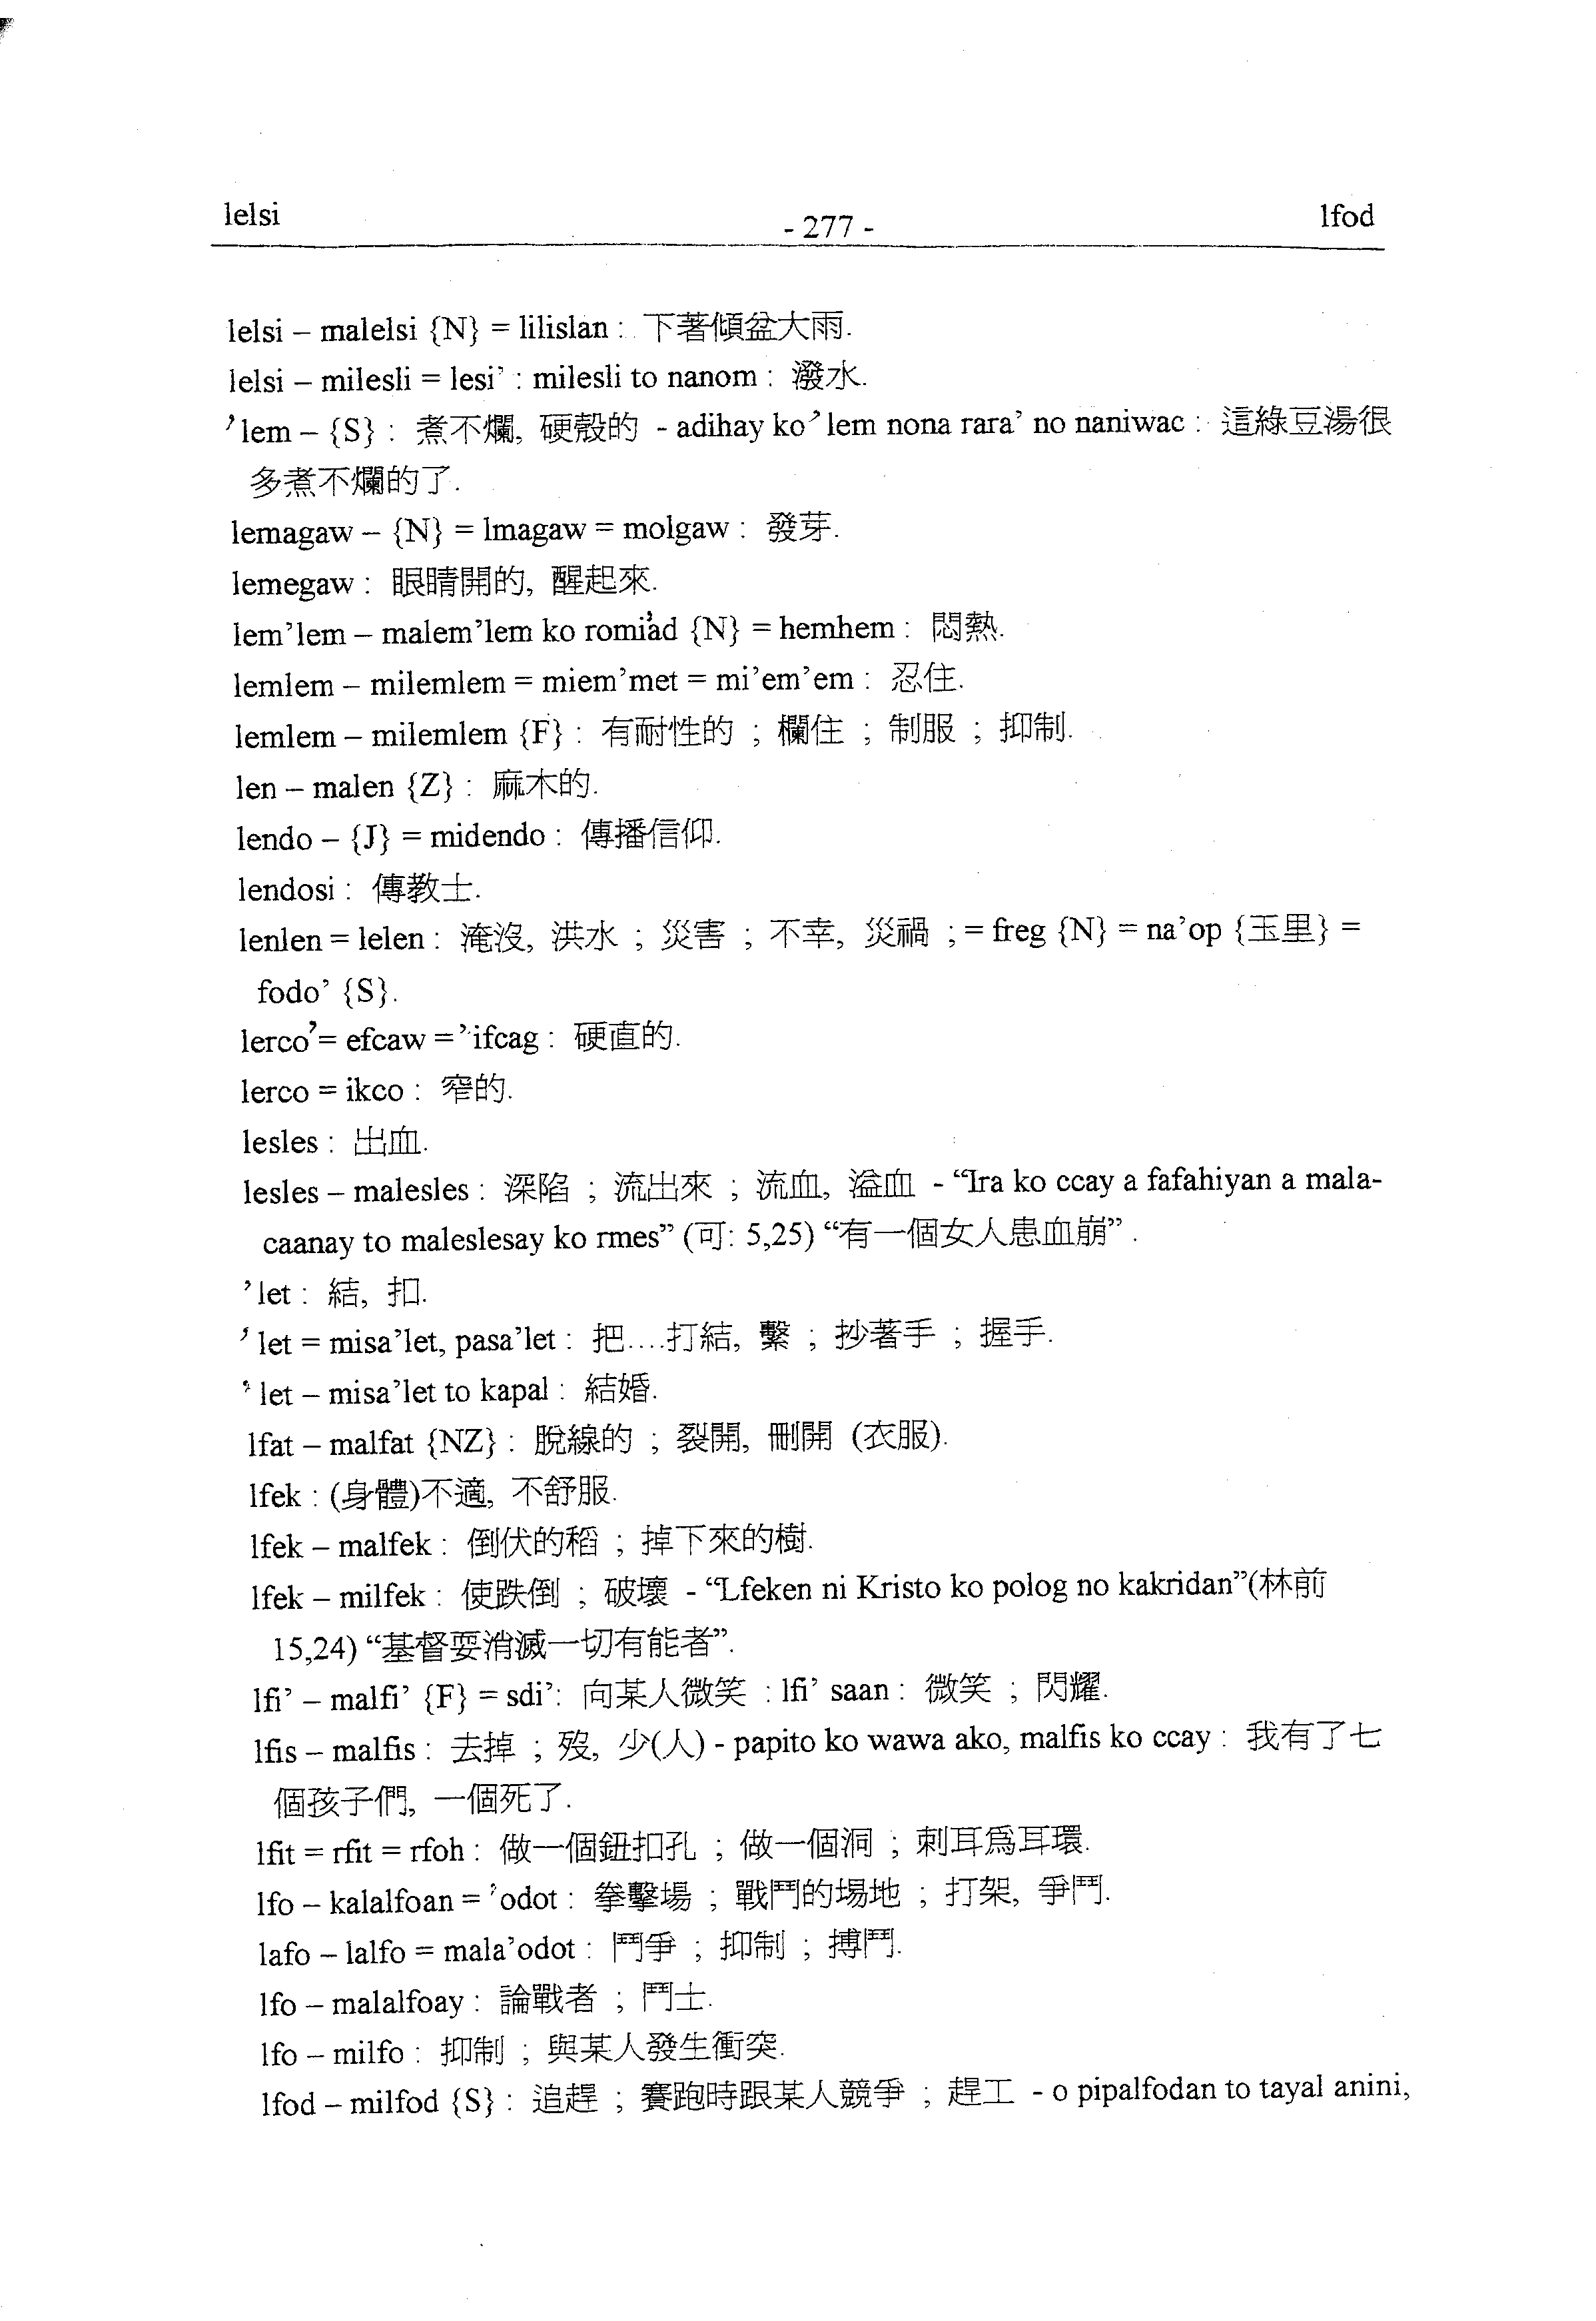 lelsi - 277 - lfod
lelsi – malelsi {N} = lilislan : 下著傾盆大雨.
lelsi – milesli = lesi’ : milesli to nanom : 潑水.
’lem – {S} : 煮不爛, 硬殼的 - adihay ko’lem nona rara’ no naniwac : 這綠豆湯很
多煮不爛的了.
lemagaw – {N} = lmagaw = molgaw : 發芽.
lemegaw : 眼睛開的, 醒起來.
lem’lem – malem’lem ko romi’ad {N} = hemhem : 悶熱.
lemlem – milemlem = miem’met = mi’em’em : 忍住.
lemlem – milemlem {F} : 有耐性的 ; 欄住 ; 制服 ; 抑制.
len – malen {Z} : 麻木的.
lendo – {J} = midendo : 傳播信仰.
lendosi : 傳教士.
lenlen = lelen : 淹沒, 洪水 ; 災害 ; 不幸, 災禍 ; = freg {N} = na’op {玉里} =
fodo’ {S}.
lerco’= efcaw =’ifcag : 硬直的.
lerco = ikco : 窄的.
lesles : 出血.
lesles – malesles : 深陷 ; 流出來 ; 流血, 溢血 - “Ira ko ccay a fafahiyan a mala-
caanay to maleslesay ko rmes” (可: 5,25) “有一個女人患血崩” .
’let : 結, 扣.
’let = misa’let, pasa’let : 把....打結, 繫 ; 抄著手 ; 握手.
’let – misa’let to kapal : 結婚.
lfat – malfat {NZ} : 脫線的 ; 裂開, 刪開 (衣服).
lfek : (身體)不適, 不舒服.
lfek – malfek : 倒伏的稻 ; 掉下來的樹.
lfek – milfek : 使跌倒 ; 破壞 - “Lfeken ni Kristo ko polog no kakridan”(林前
15,24) “基督要消滅一切有能者”.
lfi’ – malfi’ {F} = sdi’: 向某人微笑 : lfi’ saan : 微笑 ; 閃耀.
lfis – malfis : 去掉 ; 歿, 少(人) - papito ko wawa ako, malfis ko ccay : 我有了七
個孩子們, 一個死了.
lfit = rfit = rfoh : 做一個鈕扣孔 ; 做一個洞 ; 刺耳為耳環.
lfo – kalalfoan = ’odot : 拳擊場 ; 戰鬥的場地 ; 打架, 爭鬥.
lafo – lalfo = mala’odot : 鬥爭 ; 抑制 ; 搏鬥.
lfo – malalfoay : 論戰者 ; 鬥士.
lfo – milfo : 抑制 ; 與某人發生衝突.
lfod – milfod {S} : 追趕 ; 賽跑時跟某人競爭 ; 趕工 - o pipalfodan to tayal anini,